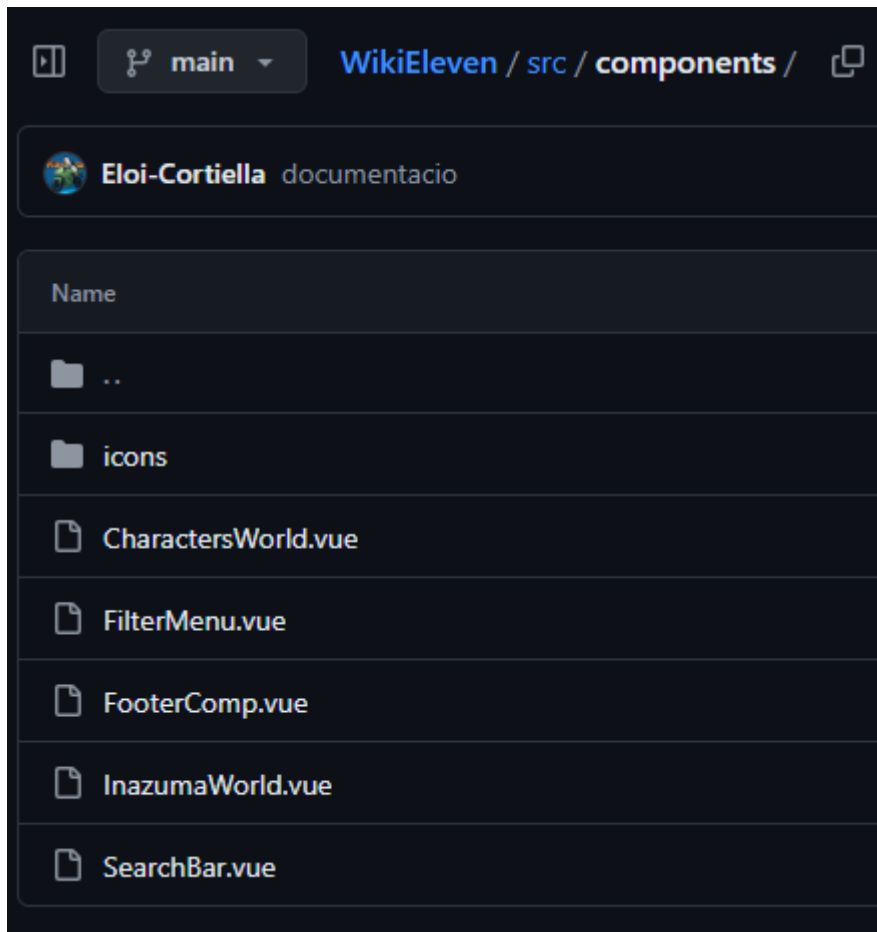 main WikiEleven / src / components /
Eloi-Cortiella documentacio
Name
..
icons
CharactersWorld.vue
FilterMenu.vue
FooterComp.vue
InazumaWorld.vue
SearchBar.vue